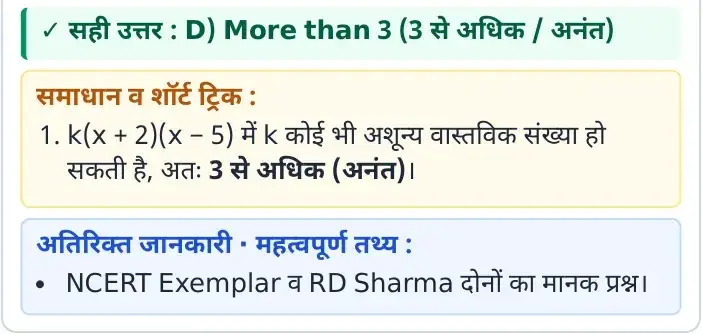 ✓ सही उत्तर : D) More than 3 (3 से अधिक / अनंत)
समाधान व शॉर्ट ट्रिक :
1. k(x + 2)(x − 5) में k कोई भी अशून्य वास्तविक संख्या हो
सकती है, अतः 3 से अधिक (अनंत)।
अतिरिक्त जानकारी · महत्वपूर्ण तथ्य :
• NCERT Exemplar व RD Sharma दोनों का मानक प्रश्न।